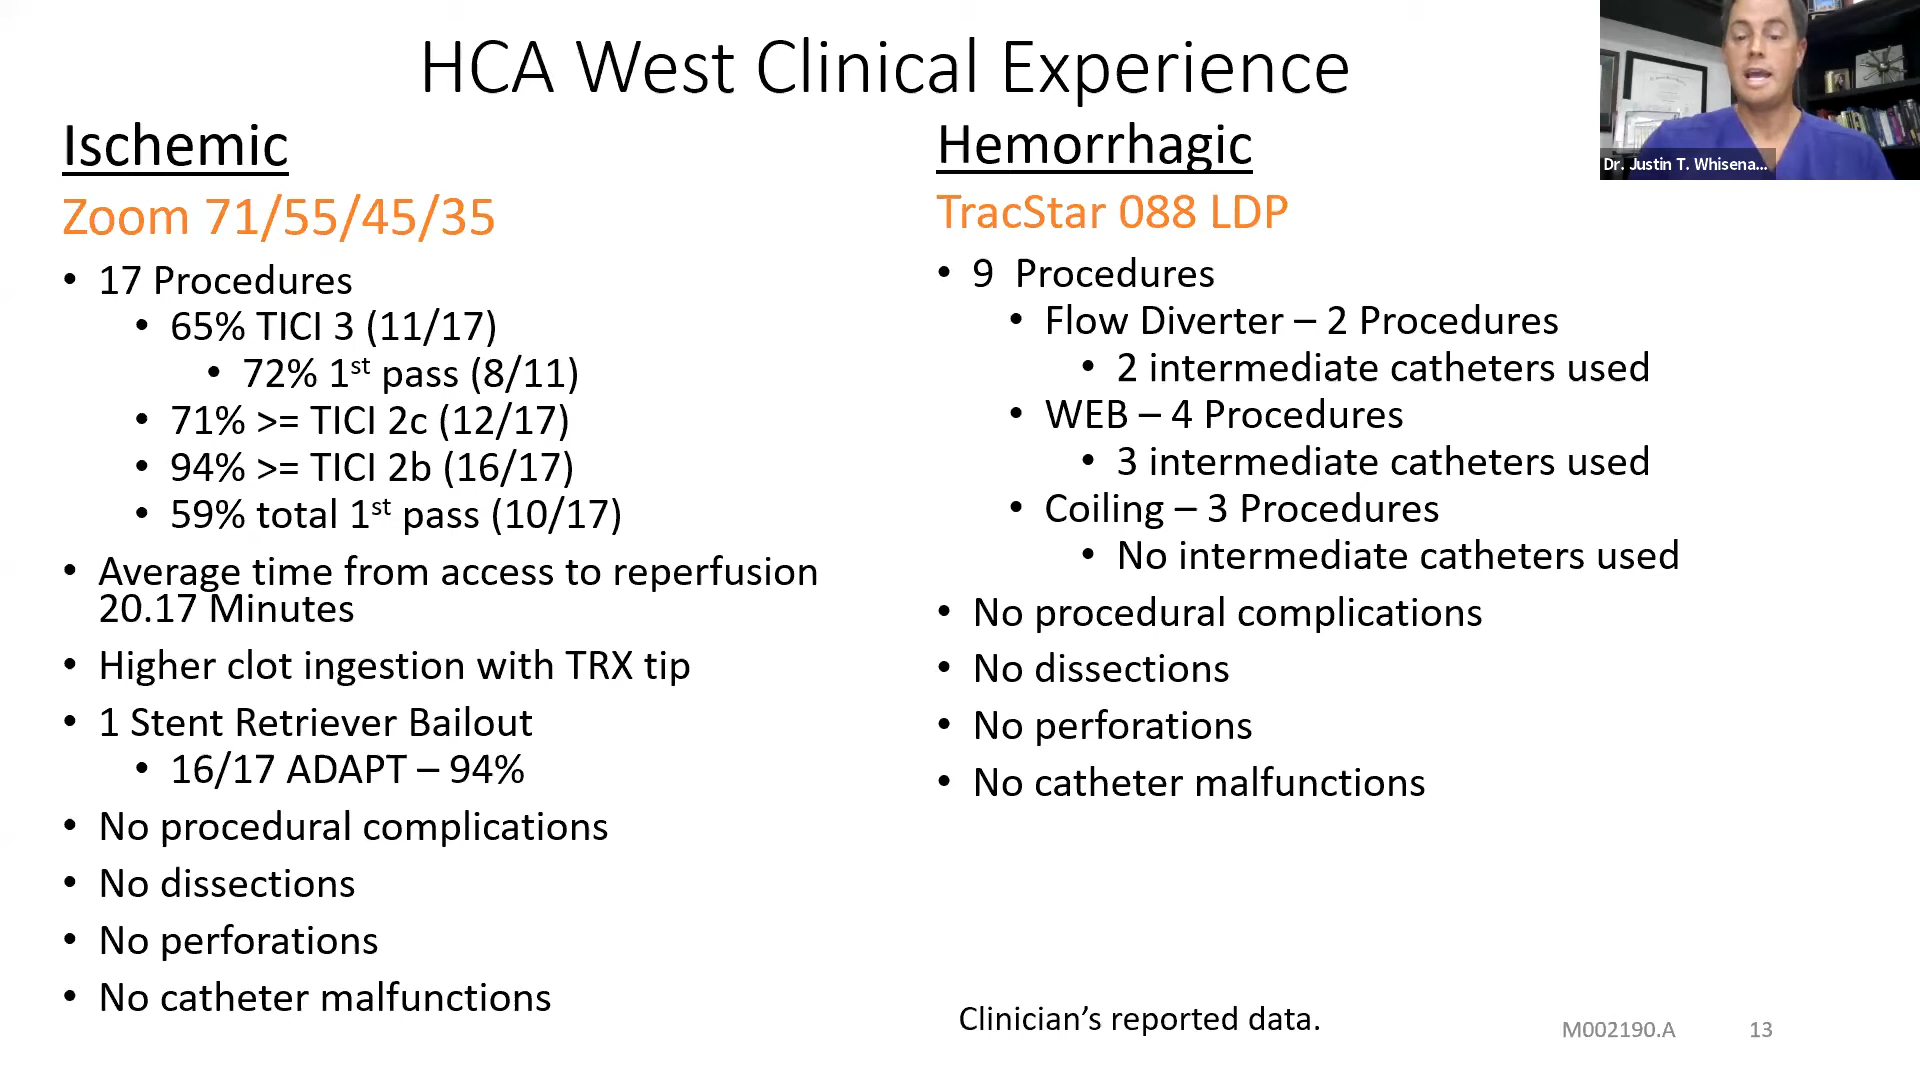 HCA West Clinical Experience
Ischemic
Zoom 71/55/45/35
• 17 Procedures
• 65% TICI 3 (11/17)
• 72% 1st pass (8/11)
• 71% >= TICI 2c (12/17)
• 94% >= TICI 2b (16/17)
• 59% total 1st pass (10/17)
• Average time from access to reperfusion
20.17 Minutes
• Higher clot ingestion with TRX tip
• 1 Stent Retriever Bailout
• 16/17 ADAPT – 94%
• No procedural complications
• No dissections
• No perforations
• No catheter malfunctions
Hemorrhagic
TracStar 088 LDP
• 9 Procedures
• Flow Diverter – 2 Procedures
• 2 intermediate catheters used
• WEB – 4 Procedures
• 3 intermediate catheters used
• Coiling – 3 Procedures
• No intermediate catheters used
• No procedural complications
• No dissections
• No perforations
• No catheter malfunctions
Dr. Justin T. Whisena...
Clinician’s reported data.
M002190.A
13